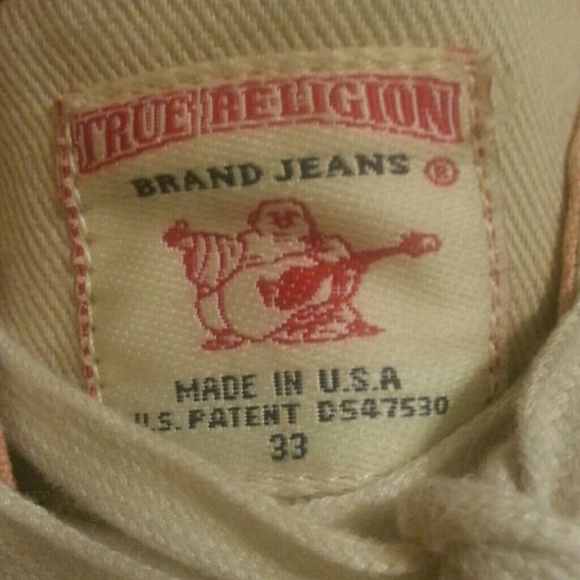 TRUE RELIGION
BRAND JEANS ®
MADE IN U.S.A
U.S. PATENT D547530
33